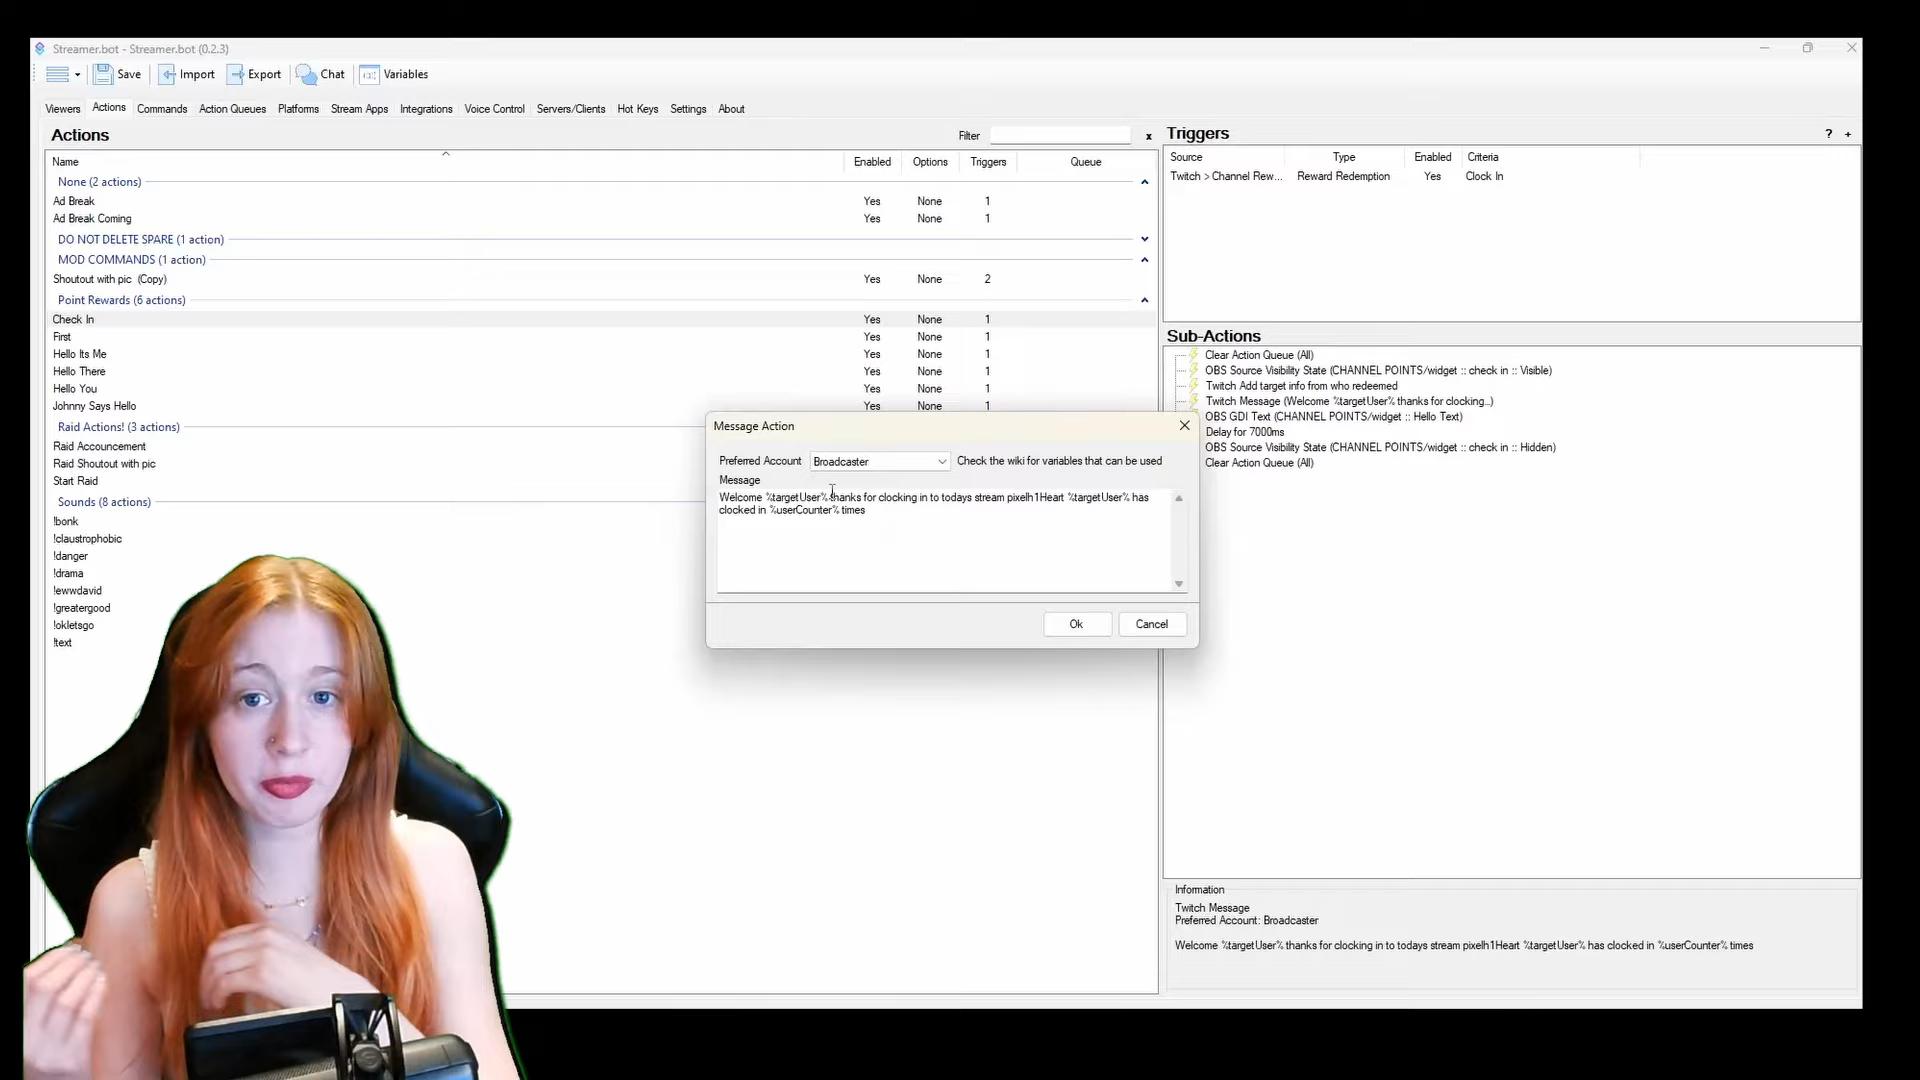 Streamer.bot - Streamer.bot (0.2.3)
Save
Import
Export
Chat
Variables
Viewers
Actions
Commands
Action Queues
Platforms
Stream Apps
Integrations
Voice Control
Servers/Clients
Hot Keys
Settings
About
Actions
Filter
x
Name
Enabled
Options
Triggers
Queue
None (2 actions)
Ad Break Yes None 1
Ad Break Coming Yes None 1
DO NOT DELETE SPARE (1 action)
MOD COMMANDS (1 action)
Shoutout with pic (Copy) Yes None 2
Point Rewards (6 actions)
Check In Yes None 1
First Yes None 1
Hello Its Me Yes None 1
Hello There Yes None 1
Hello You Yes None 1
Johnny Says Hello Yes None 1
Raid Actions! (3 actions)
Raid Accouncement
Raid Shoutout with pic
Start Raid
Sounds (8 actions)
!bonk
!claustrophobic
!danger
!drama
!ewwdavid
!greatergood
!okletsgo
!text
Triggers
? +
Source Type Enabled Criteria
Twitch > Channel Rew... Reward Redemption Yes Clock In
Sub-Actions
Clear Action Queue (All)
OBS Source Visibility State (CHANNEL POINTS/widget :: check in :: Visible)
Twitch Add target info from who redeemed
Twitch Message (Welcome %targetUser% thanks for clocking...)
OBS GDI Text (CHANNEL POINTS/widget :: Hello Text)
Delay for 7000ms
OBS Source Visibility State (CHANNEL POINTS/widget :: check in :: Hidden)
Clear Action Queue (All)
Message Action
Preferred Account
Broadcaster
Check the wiki for variables that can be used
Message
Welcome %targetUser% thanks for clocking in to todays stream pixelh1Heart %targetUser% has
clocked in %userCounter% times
Ok
Cancel
Information
Twitch Message
Preferred Account: Broadcaster
Welcome %targetUser% thanks for clocking in to todays stream pixelh1Heart %targetUser% has clocked in %userCounter% times